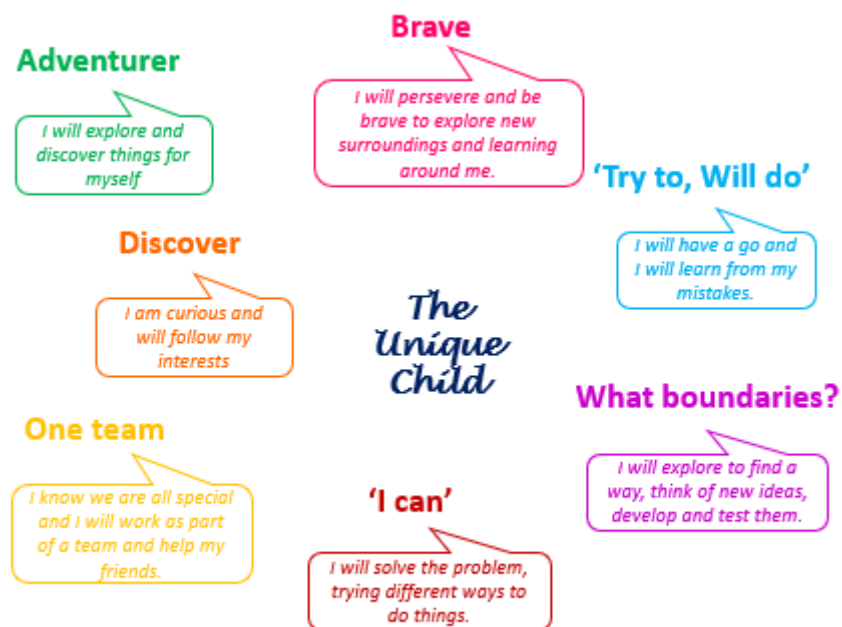 Brave
I will persevere and be
brave to explore new
surroundings and learning
around me.
Adventurer
I will explore and
discover things for
myself
'Try to, Will do'
I will have a go and
I will learn from my
mistakes.
Discover
I am curious and
will follow my
interests
The
Unique
Child
What boundaries?
I will explore to find a
way, think of new ideas,
develop and test them.
One team
I know we are all special
and I will work as part
of a team and help my
friends.
'I can'
I will solve the problem,
trying different ways to
do things.